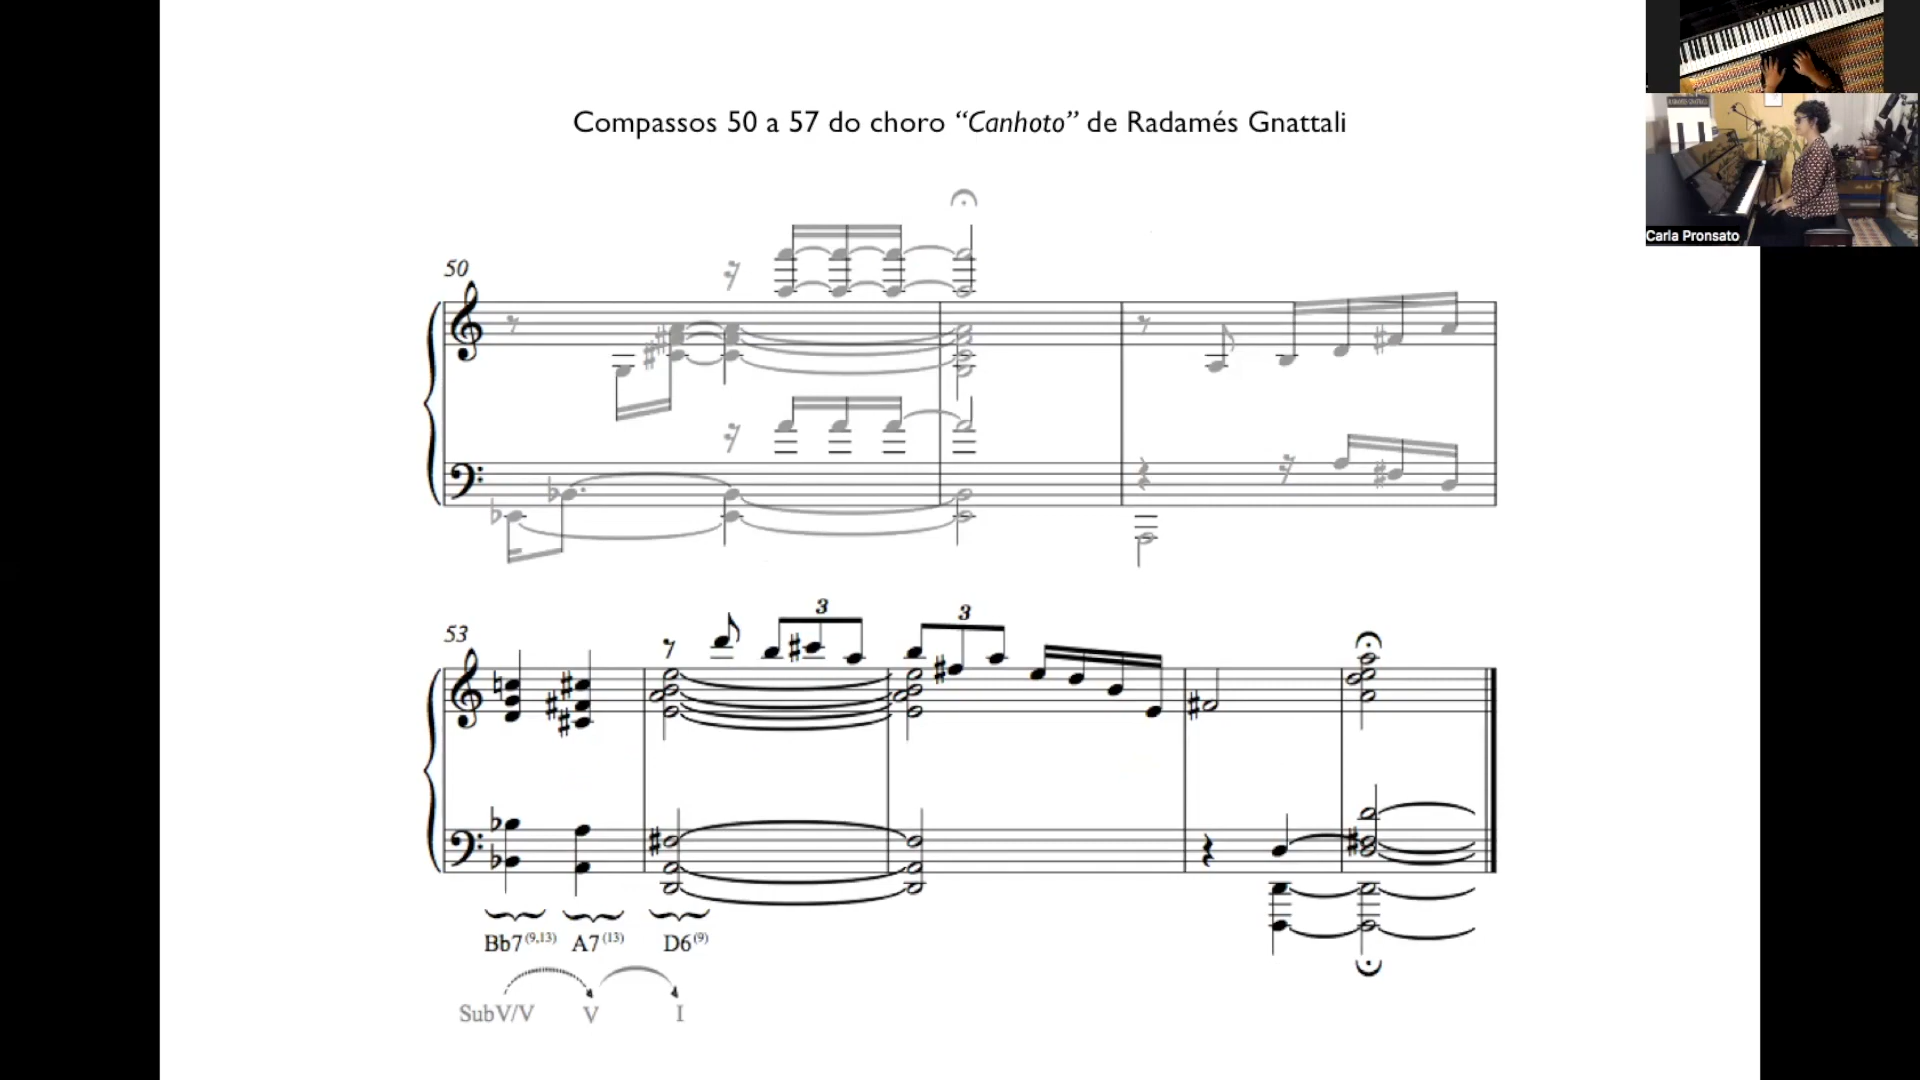 Compassos 50 a 57 do choro “Canhoto” de Radamés Gnattali
Carla Pronsato
50
53
3
3
Bb7(9,13) A7(13) D6(9)
SubV/V V I